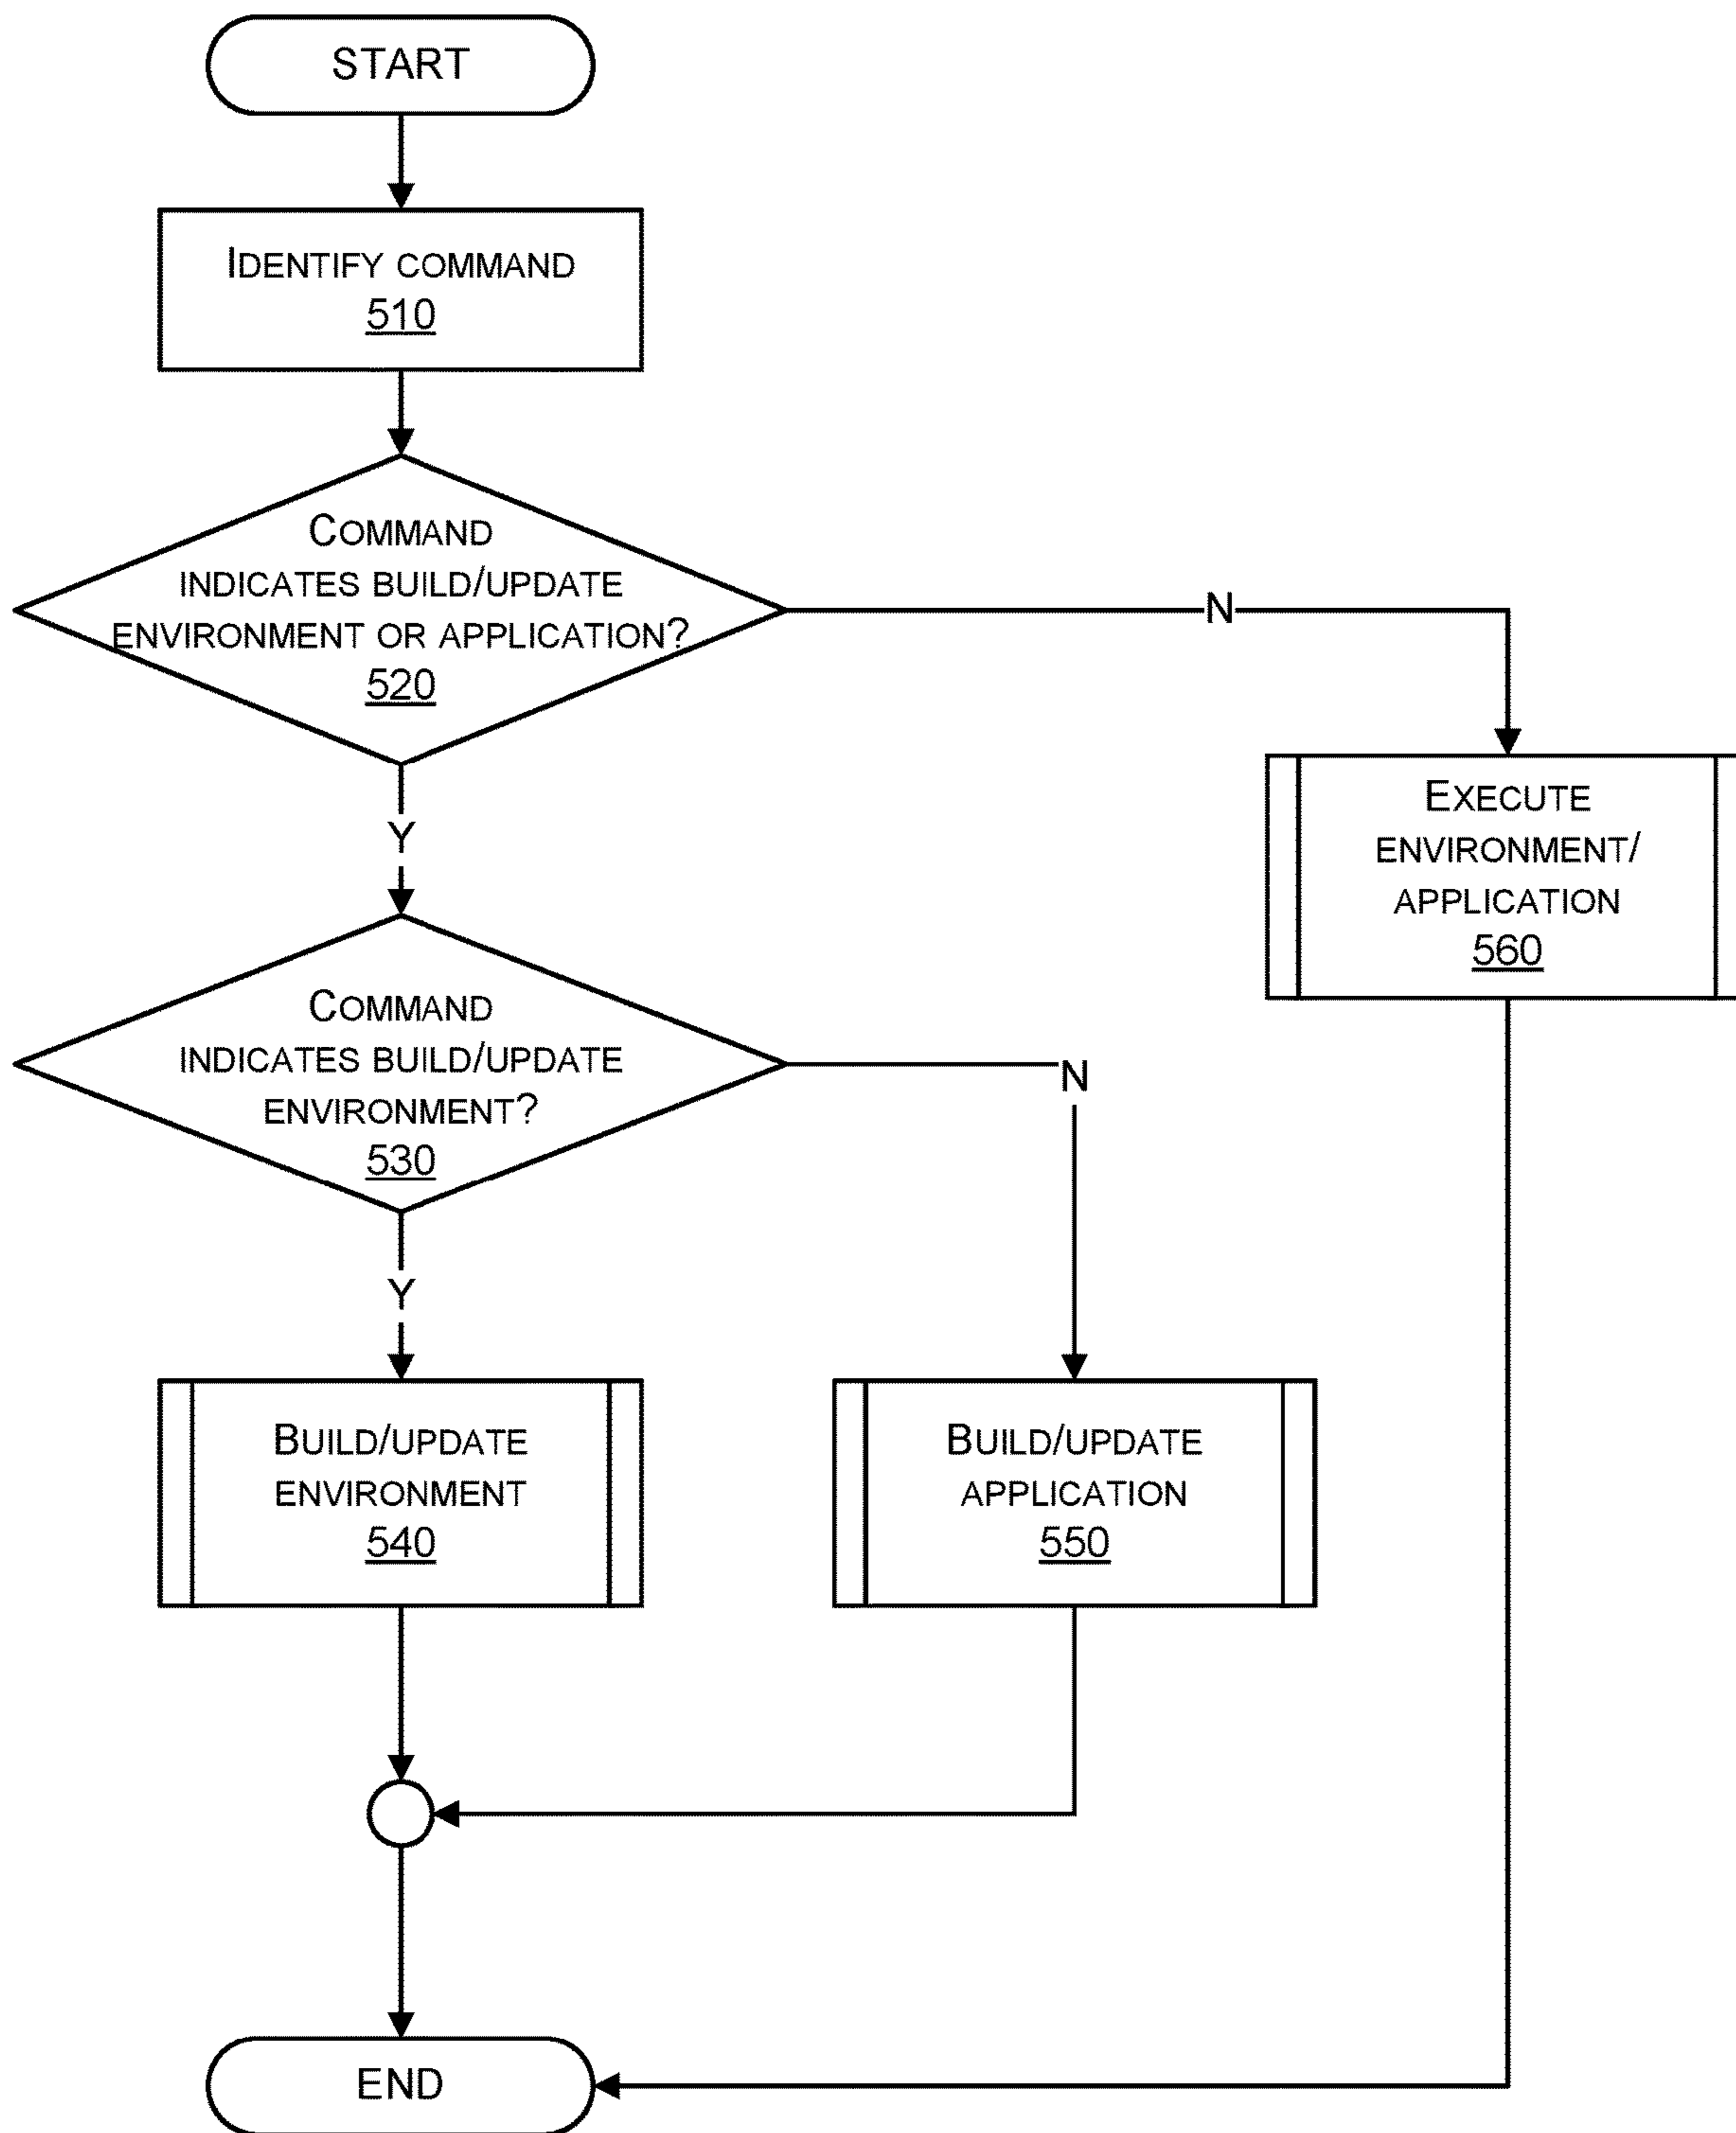 START
IDENTIFY COMMAND
510
COMMAND
INDICATES BUILD/UPDATE
ENVIRONMENT OR APPLICATION?
520
N
Y
EXECUTE
ENVIRONMENT/
APPLICATION
560
COMMAND
INDICATES BUILD/UPDATE
ENVIRONMENT?
530
N
Y
BUILD/UPDATE
ENVIRONMENT
540
BUILD/UPDATE
APPLICATION
550
END